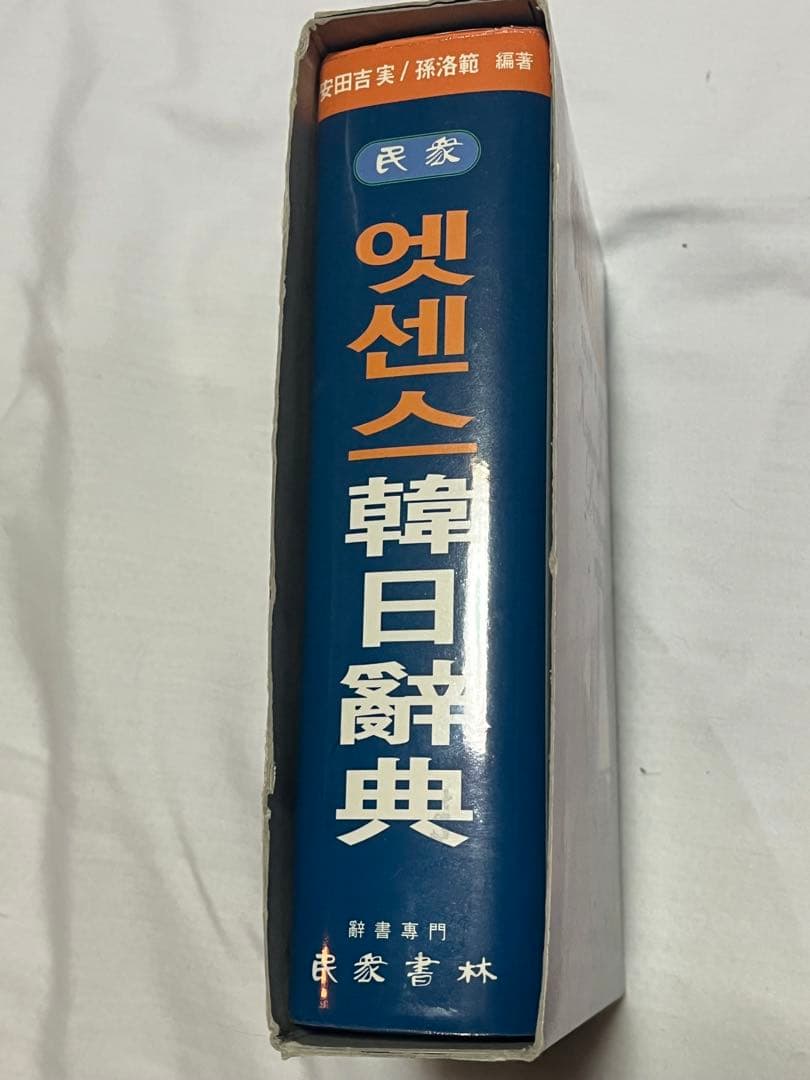 安田吉実/孫洛範 編著
民衆
엣센스韓日辭典
辭書專門
民衆書林